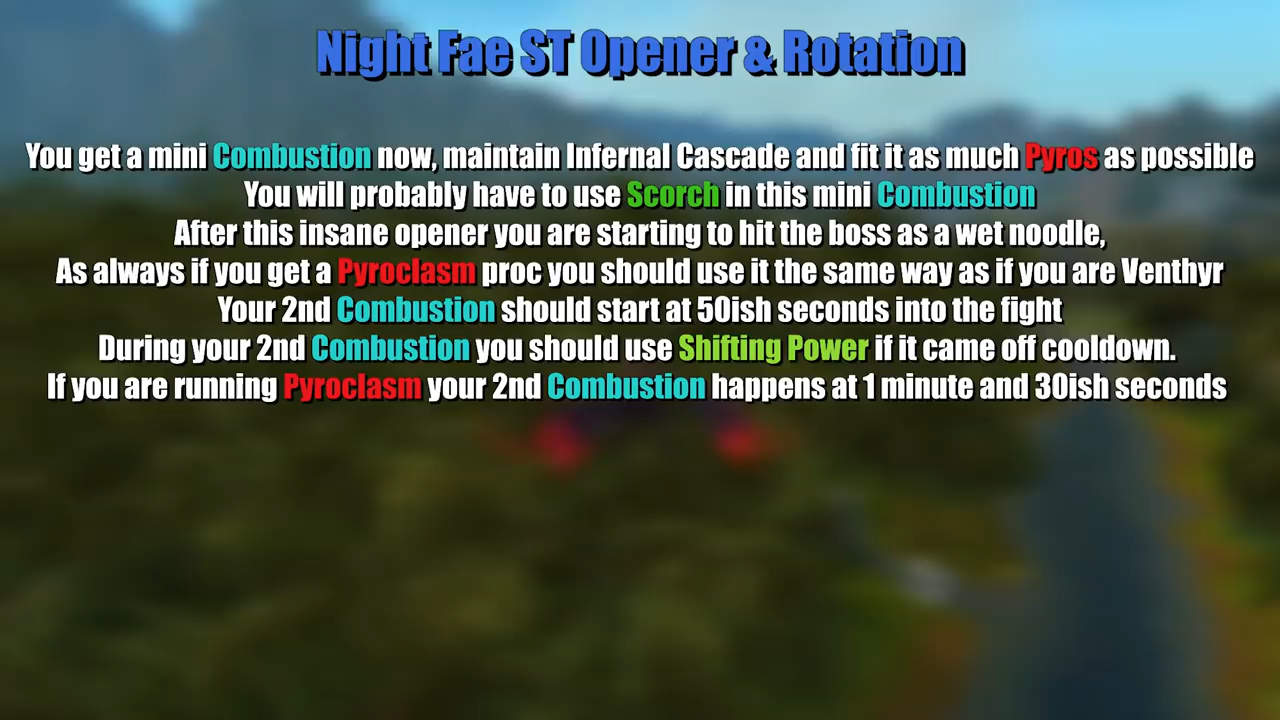 Night Fae ST Opener & Rotation
You get a mini Combustion now, maintain Infernal Cascade and fit it as much Pyros as possible
You will probably have to use Scorch in this mini Combustion
After this insane opener you are starting to hit the boss as a wet noodle,
As always if you get a Pyroclasm proc you should use it the same way as if you are Venthyr
Your 2nd Combustion should start at 50ish seconds into the fight
During your 2nd Combustion you should use Shifting Power if it came off cooldown.
If you are running Pyroclasm your 2nd Combustion happens at 1 minute and 30ish seconds